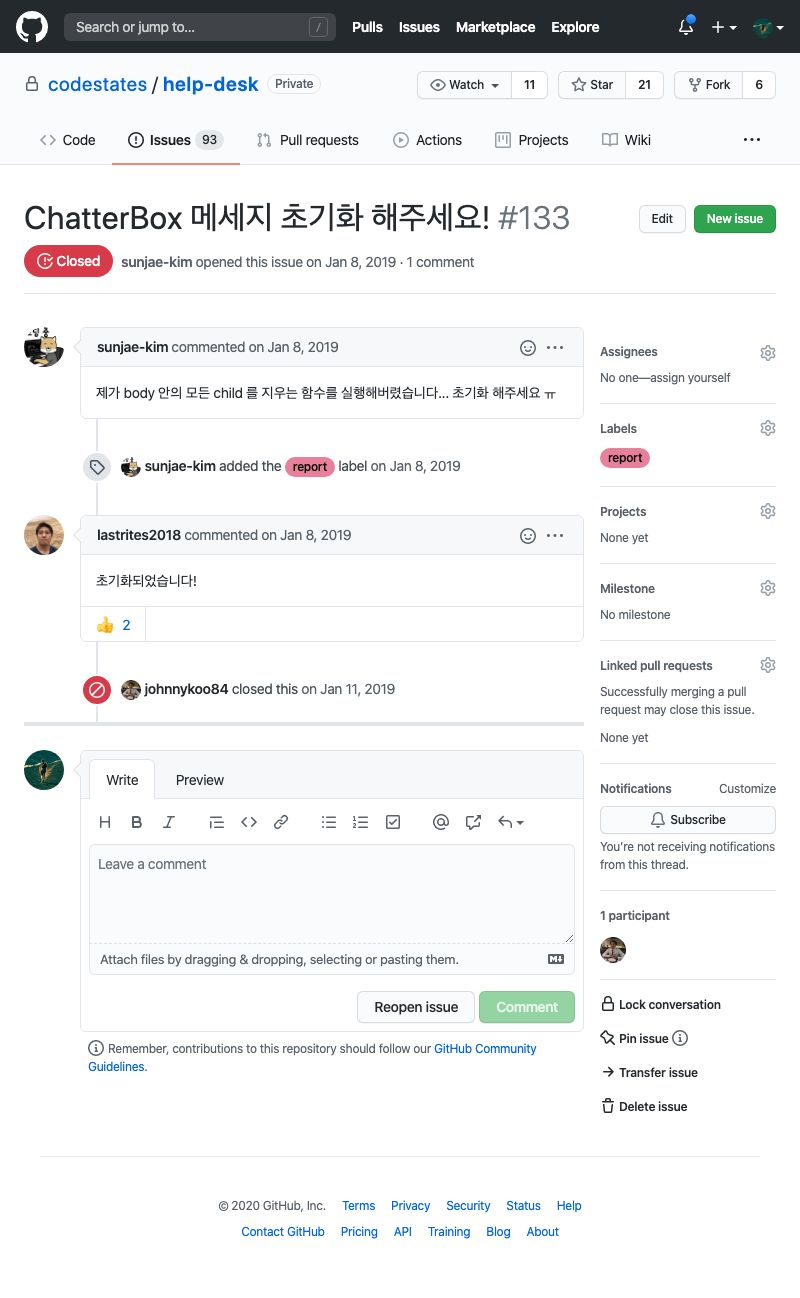 Search or jump to... /
Pulls Issues Marketplace Explore
codestates / help-desk Private
Watch 11 Star 21 Fork 6
Code Issues 93 Pull requests Actions Projects Wiki
ChatterBox 메세지 초기화 해주세요! #133
Edit New issue
Closed sunjae-kim opened this issue on Jan 8, 2019 · 1 comment
sunjae-kim commented on Jan 8, 2019
제가 body 안의 모든 child 를 지우는 함수를 실행해버렸습니다... 초기화 해주세요 ㅠ
sunjae-kim added the report label on Jan 8, 2019
lastrites2018 commented on Jan 8, 2019
초기화되었습니다!
👍 2
johnnykoo84 closed this on Jan 11, 2019
Write Preview
Leave a comment
Attach files by dragging & dropping, selecting or pasting them.
Reopen issue Comment
Remember, contributions to this repository should follow our GitHub Community
Guidelines.
Assignees
No one—assign yourself
Labels
report
Projects
None yet
Milestone
No milestone
Linked pull requests
Successfully merging a pull
request may close this issue.
None yet
Notifications Customize
Subscribe
You're not receiving notifications
from this thread.
1 participant
Lock conversation
Pin issue
Transfer issue
Delete issue
© 2020 GitHub, Inc. Terms Privacy Security Status Help
Contact GitHub Pricing API Training Blog About